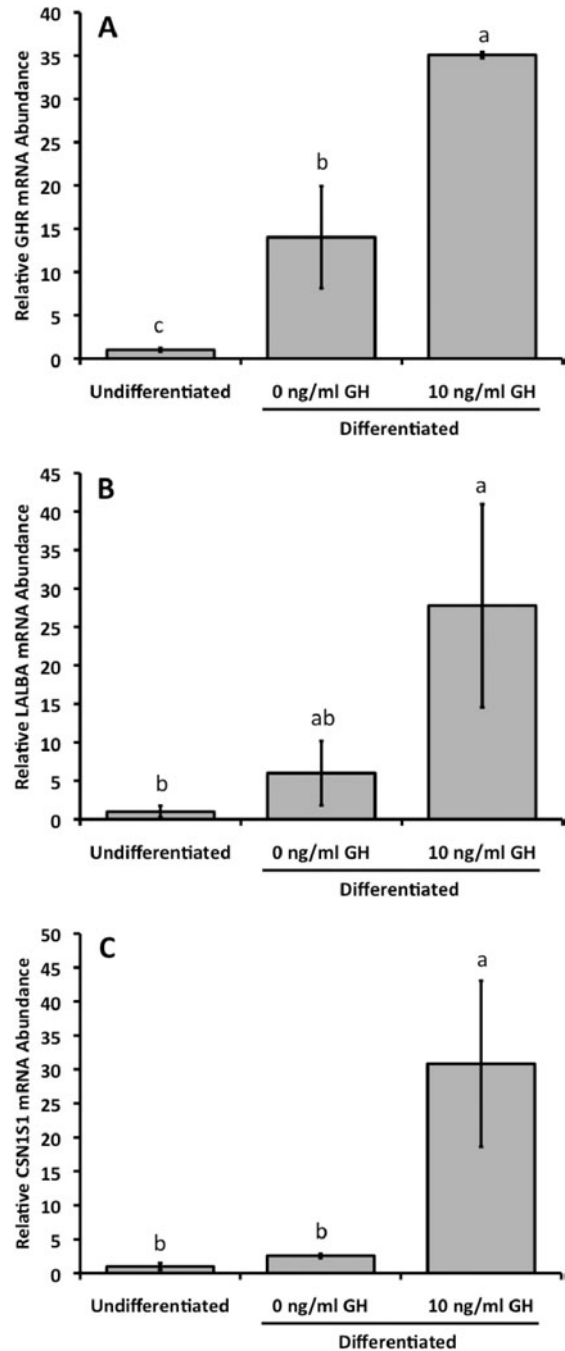 A
Relative GHR mRNA Abundance
40
35
30
25
20
15
10
5
0
c
b
a
Undifferentiated
0 ng/ml GH
10 ng/ml GH
Differentiated
B
Relative LALBA mRNA Abundance
45
40
35
30
25
20
15
10
5
0
b
ab
a
Undifferentiated
0 ng/ml GH
10 ng/ml GH
Differentiated
C
Relative CSN1S1 mRNA Abundance
50
45
40
35
30
25
20
15
10
5
0
b
b
a
Undifferentiated
0 ng/ml GH
10 ng/ml GH
Differentiated